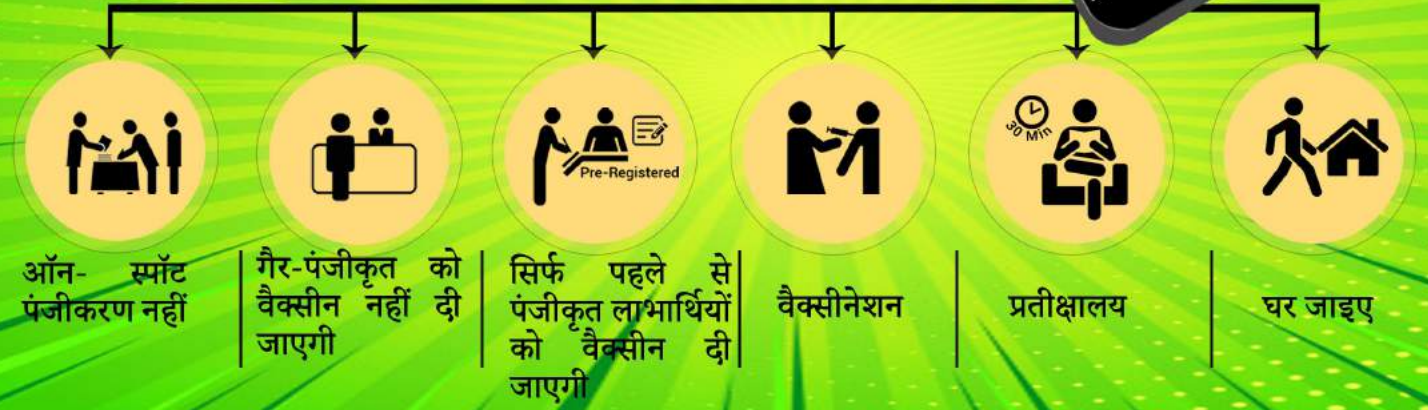 Pre-Registered
30 Min
ऑन- स्पॉट
पंजीकरण नहीं
गैर-पंजीकृत को
वैक्सीन नहीं दी
जाएगी
सिर्फ पहले से
पंजीकृत लाभार्थियों
को वैक्सीन दी
जाएगी
वैक्सीनेशन
प्रतीक्षालय
घर जाइए